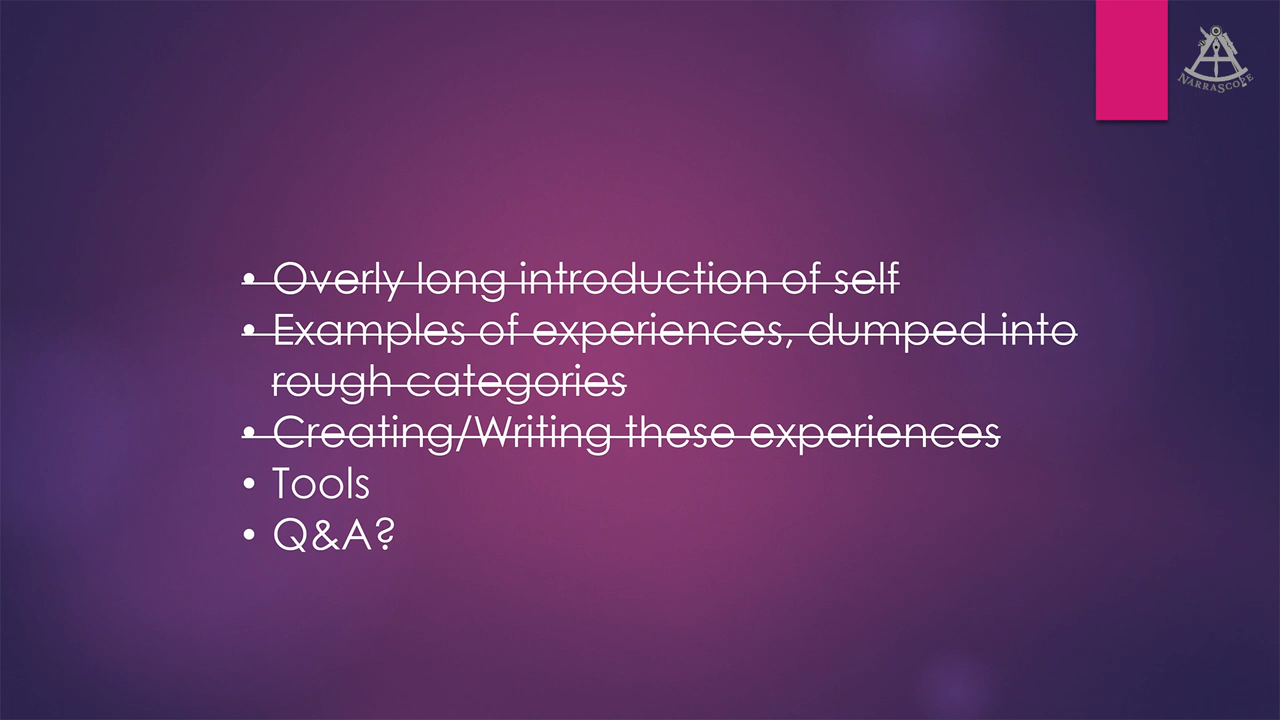 NARRASCOPE
• Overly long introduction of self
• Examples of experiences, dumped into
rough categories
• Creating/Writing these experiences
• Tools
• Q&A?